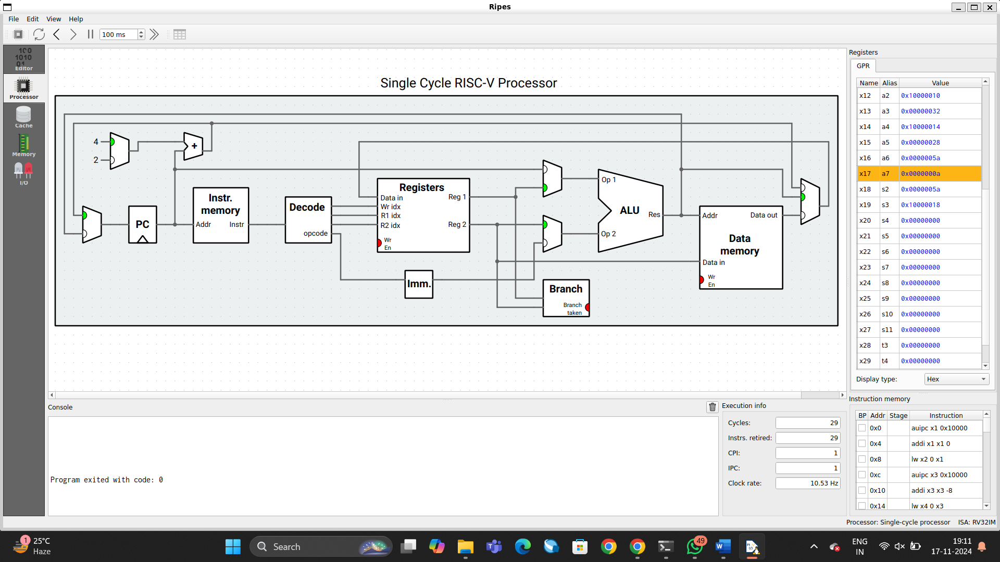 Ripes
File Edit View Help
100 ms
Editor
Processor
Cache
Memory
I/O
Single Cycle RISC-V Processor
4
2
+
PC
Instr. memory
Addr Instr
Decode
opcode
Registers
Data in Reg 1
Wr idx
R1 idx
R2 idx Reg 2
Wr En
Imm.
Op 1
ALU
Res
Op 2
Branch
Branch taken
Addr Data out
Data memory
Data in
Wr En
Registers
GPR
Name Alias Value
x12 a2 0x10000010
x13 a3 0x00000032
x14 a4 0x10000014
x15 a5 0x00000028
x16 a6 0x0000005a
x17 a7 0x0000000a
x18 s2 0x0000005a
x19 s3 0x10000018
x20 s4 0x00000000
x21 s5 0x00000000
x22 s6 0x00000000
x23 s7 0x00000000
x24 s8 0x00000000
x25 s9 0x00000000
x26 s10 0x00000000
x27 s11 0x00000000
x28 t3 0x00000000
x29 t4 0x00000000
Display type: Hex
Console
Program exited with code: 0
Execution info
Cycles: 29
Instrs. retired: 29
CPI: 1
IPC: 1
Clock rate: 10.53 Hz
Instruction memory
BP Addr Stage Instruction
0x0 auipc x1 0x10000
0x4 addi x1 x1 0
0x8 lw x2 0 x1
0xc auipc x3 0x10000
0x10 addi x3 x3 -8
0x14 lw x4 0 x3
Processor: Single-cycle processor ISA: RV32IM
1
25°C
Haze
Search
49
ENG
IN
19:11
17-11-2024